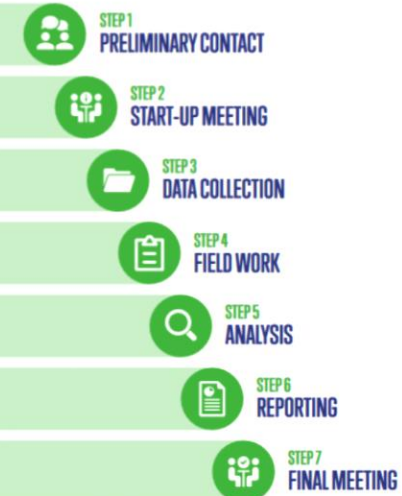 STEP 1
PRELIMINARY CONTACT
STEP 2
START-UP MEETING
STEP 3
DATA COLLECTION
STEP 4
FIELD WORK
STEP 5
ANALYSIS
STEP 6
REPORTING
STEP 7
FINAL MEETING